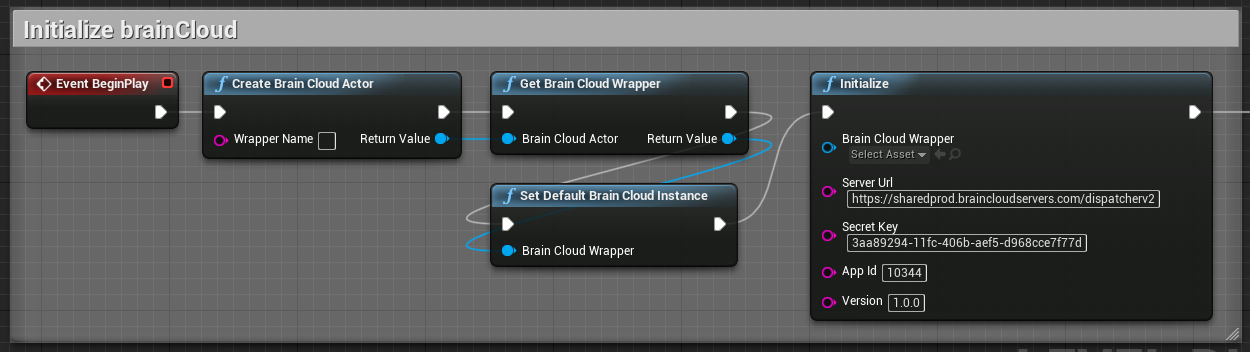 Initialize brainCloud
Event BeginPlay
Create Brain Cloud Actor
Wrapper Name
Return Value
Get Brain Cloud Wrapper
Brain Cloud Actor
Return Value
Set Default Brain Cloud Instance
Brain Cloud Wrapper
Initialize
Brain Cloud Wrapper
Select Asset
Server Url
https://sharedprod.braincloudservers.com/dispatcherv2
Secret Key
3aa89294-11fc-406b-aef5-d968cce7f77d
App Id 10344
Version 1.0.0